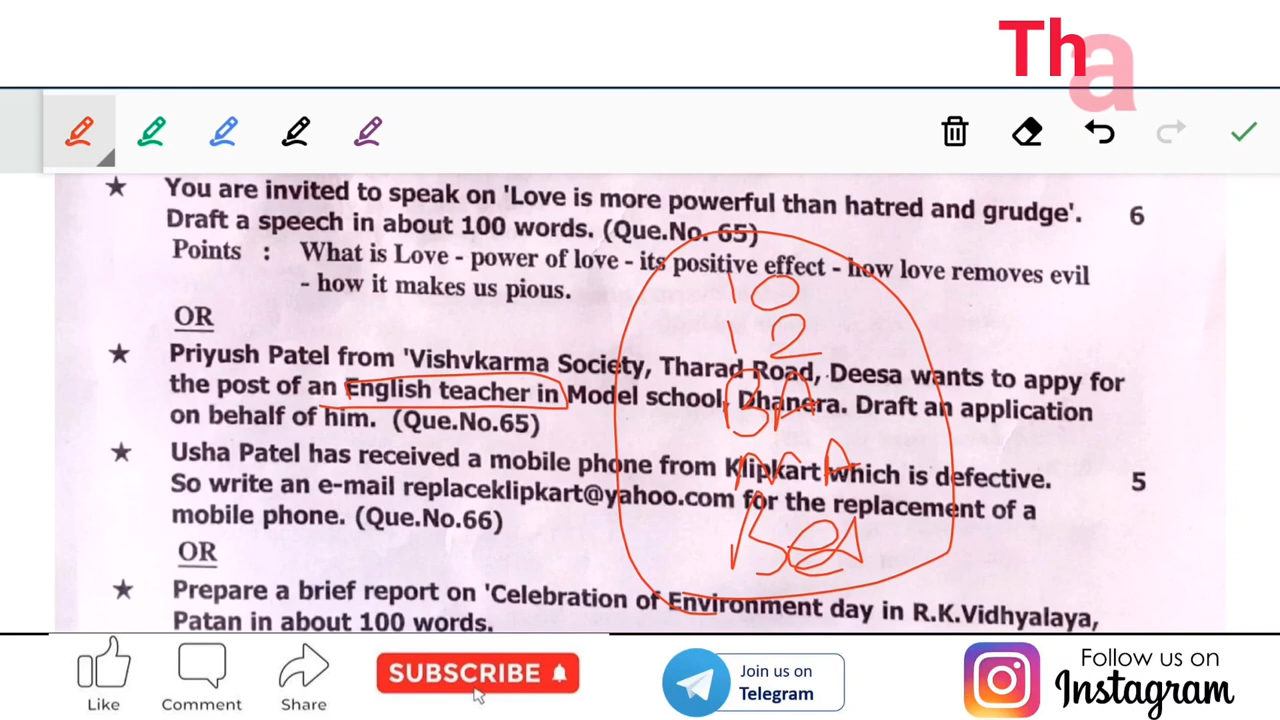 Tha
★ You are invited to speak on 'Love is more powerful than hatred and grudge'. 6
Draft a speech in about 100 words. (Que.No. 65)
Points : What is Love - power of love - its positive effect - how love removes evil
- how it makes us pious.
10
OR
12
★ Priyush Patel from 'Vishvkarma Society, Tharad Road, Deesa wants to appy for
the post of an English teacher in Model school, Dhanera. Draft an application
BA
on behalf of him. (Que.No.65)
★ Usha Patel has received a mobile phone from Klipkart which is defective. 5
MA
So write an e-mail replaceklipkart@yahoo.com for the replacement of a
mobile phone. (Que.No.66)
Bed
OR
★ Prepare a brief report on 'Celebration of Environment day in R.K.Vidhyalaya,
Patan in about 100 words.
Like
Comment
Share
SUBSCRIBE
Join us on
Telegram
Follow us on
Instagram